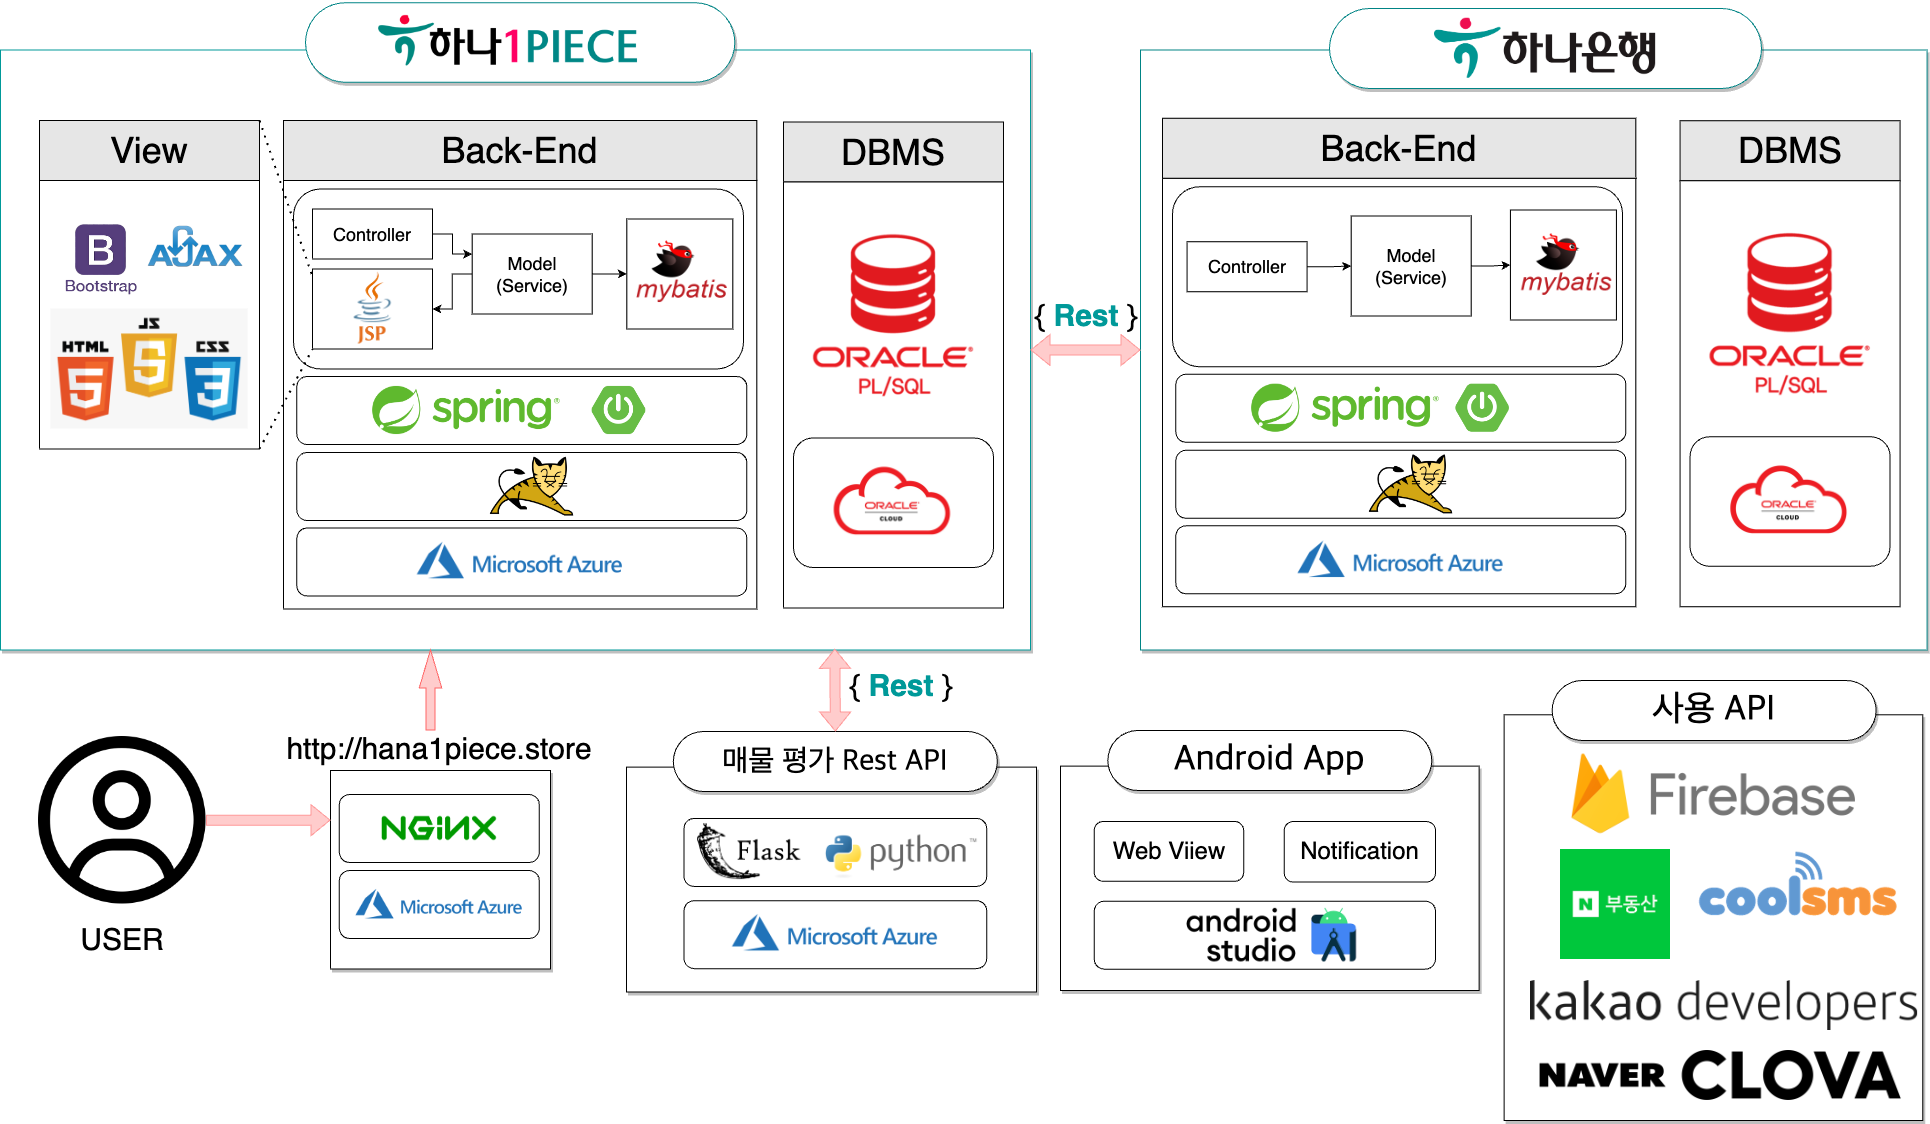 하나1PIECE
하나은행
View
Back-End
DBMS
Back-End
DBMS
B
Bootstrap
AJAX
HTML
JS
CSS
5
5
3
Controller
Model
(Service)
JSP
mybatis
ORACLE®
PL/SQL
spring®
ORACLE®
CLOUD
Microsoft Azure
{ Rest }
Controller
Model
(Service)
mybatis
ORACLE®
PL/SQL
spring®
ORACLE®
CLOUD
Microsoft Azure
{ Rest }
http://hana1piece.store
NGINX
Microsoft Azure
USER
매물 평가 Rest API
Flask
python™
Microsoft Azure
Android App
Web Viiew
Notification
android
studio
사용 API
Firebase
N 부동산
coolsms
kakao developers
NAVER CLOVA